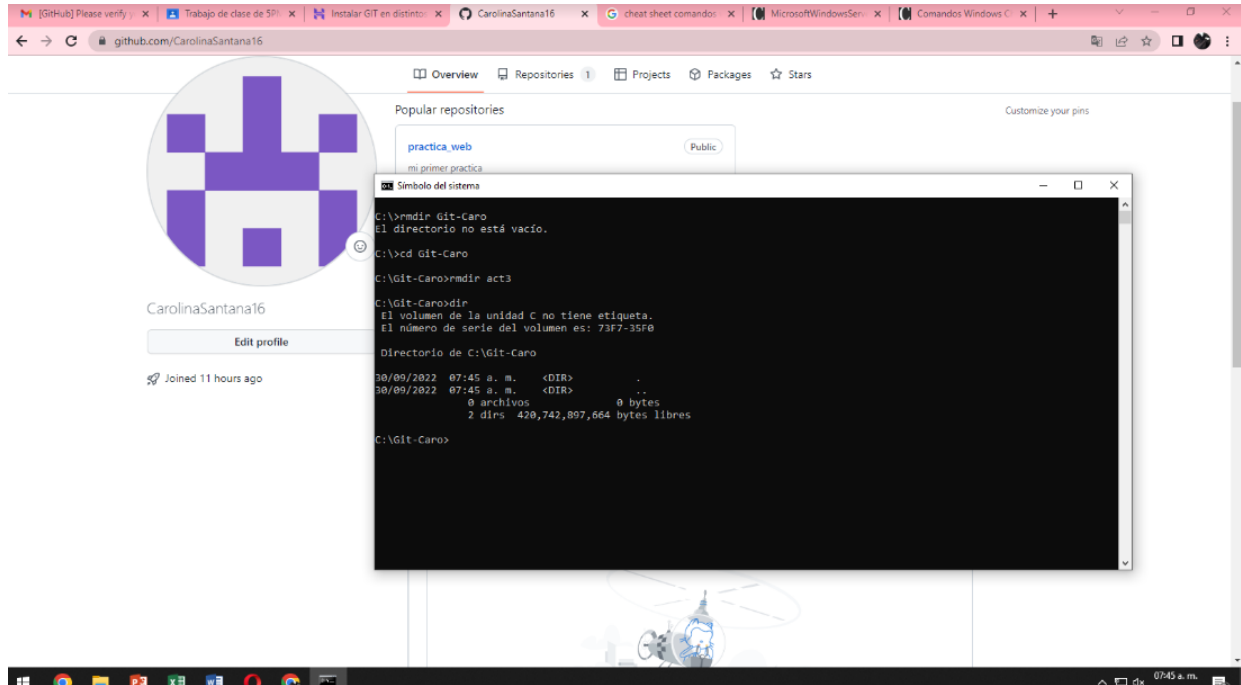 [GitHub] Please verify y
Trabajo de clase de 5P
Instalar GIT en distintos
CarolinaSantana16
cheat sheet comandos
MicrosoftWindowsServ
Comandos Windows C
github.com/CarolinaSantana16
Overview
Repositories 1
Projects
Packages
Stars
Popular repositories
Customize your pins
practica_web
Public
mi primer practica
CarolinaSantana16
Edit profile
Joined 11 hours ago
Símbolo del sistema
C:\>rmdir Git-Caro
El directorio no está vacío.
C:\>cd Git-Caro
C:\Git-Caro>rmdir act3
C:\Git-Caro>dir
El volumen de la unidad C no tiene etiqueta.
El número de serie del volumen es: 73F7-35F0
Directorio de C:\Git-Caro
30/09/2022 07:45 a. m. <DIR> .
30/09/2022 07:45 a. m. <DIR> ..
0 archivos 0 bytes
2 dirs 420,742,897,664 bytes libres
C:\Git-Caro>
07:45 a. m.